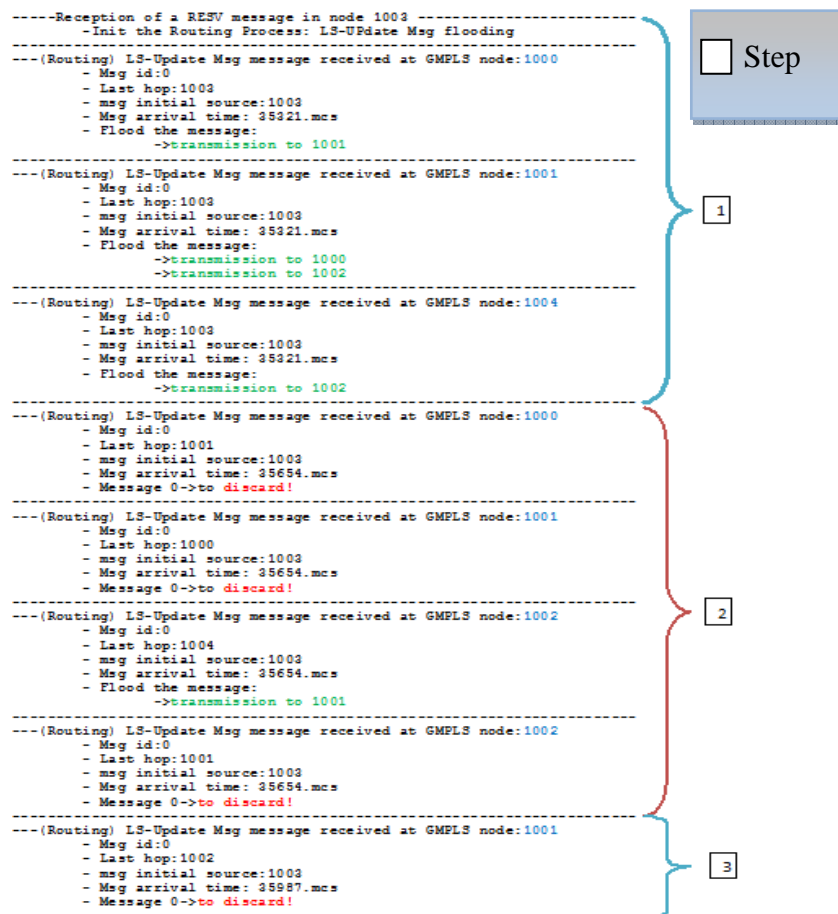 -----Reception of a RESV message in node 1003 -------------------------
-Init the Routing Process: LS-UPdate Msg flooding
-------------------------------------------------------------------------
---(Routing) LS-Update Msg message received at GMPLS node:1000
- Msg id:0
- Last hop:1003
- msg initial source:1003
- Msg arrival time: 35321.mcs
- Flood the message:
->transmission to 1001
-------------------------------------------------------------------------
---(Routing) LS-Update Msg message received at GMPLS node:1001
- Msg id:0
- Last hop:1003
- msg initial source:1003
- Msg arrival time: 35321.mcs
- Flood the message:
->transmission to 1000
->transmission to 1002
-------------------------------------------------------------------------
---(Routing) LS-Update Msg message received at GMPLS node:1004
- Msg id:0
- Last hop:1003
- msg initial source:1003
- Msg arrival time: 35321.mcs
- Flood the message:
->transmission to 1002
-------------------------------------------------------------------------
---(Routing) LS-Update Msg message received at GMPLS node:1000
- Msg id:0
- Last hop:1001
- msg initial source:1003
- Msg arrival time: 35654.mcs
- Message 0->to discard!
-------------------------------------------------------------------------
---(Routing) LS-Update Msg message received at GMPLS node:1001
- Msg id:0
- Last hop:1000
- msg initial source:1003
- Msg arrival time: 35654.mcs
- Message 0->to discard!
-------------------------------------------------------------------------
---(Routing) LS-Update Msg message received at GMPLS node:1002
- Msg id:0
- Last hop:1004
- msg initial source:1003
- Msg arrival time: 35654.mcs
- Flood the message:
->transmission to 1001
-------------------------------------------------------------------------
---(Routing) LS-Update Msg message received at GMPLS node:1002
- Msg id:0
- Last hop:1001
- msg initial source:1003
- Msg arrival time: 35654.mcs
- Message 0->to discard!
-------------------------------------------------------------------------
---(Routing) LS-Update Msg message received at GMPLS node:1001
- Msg id:0
- Last hop:1002
- msg initial source:1003
- Msg arrival time: 35987.mcs
- Message 0->to discard!
Step
1
2
3